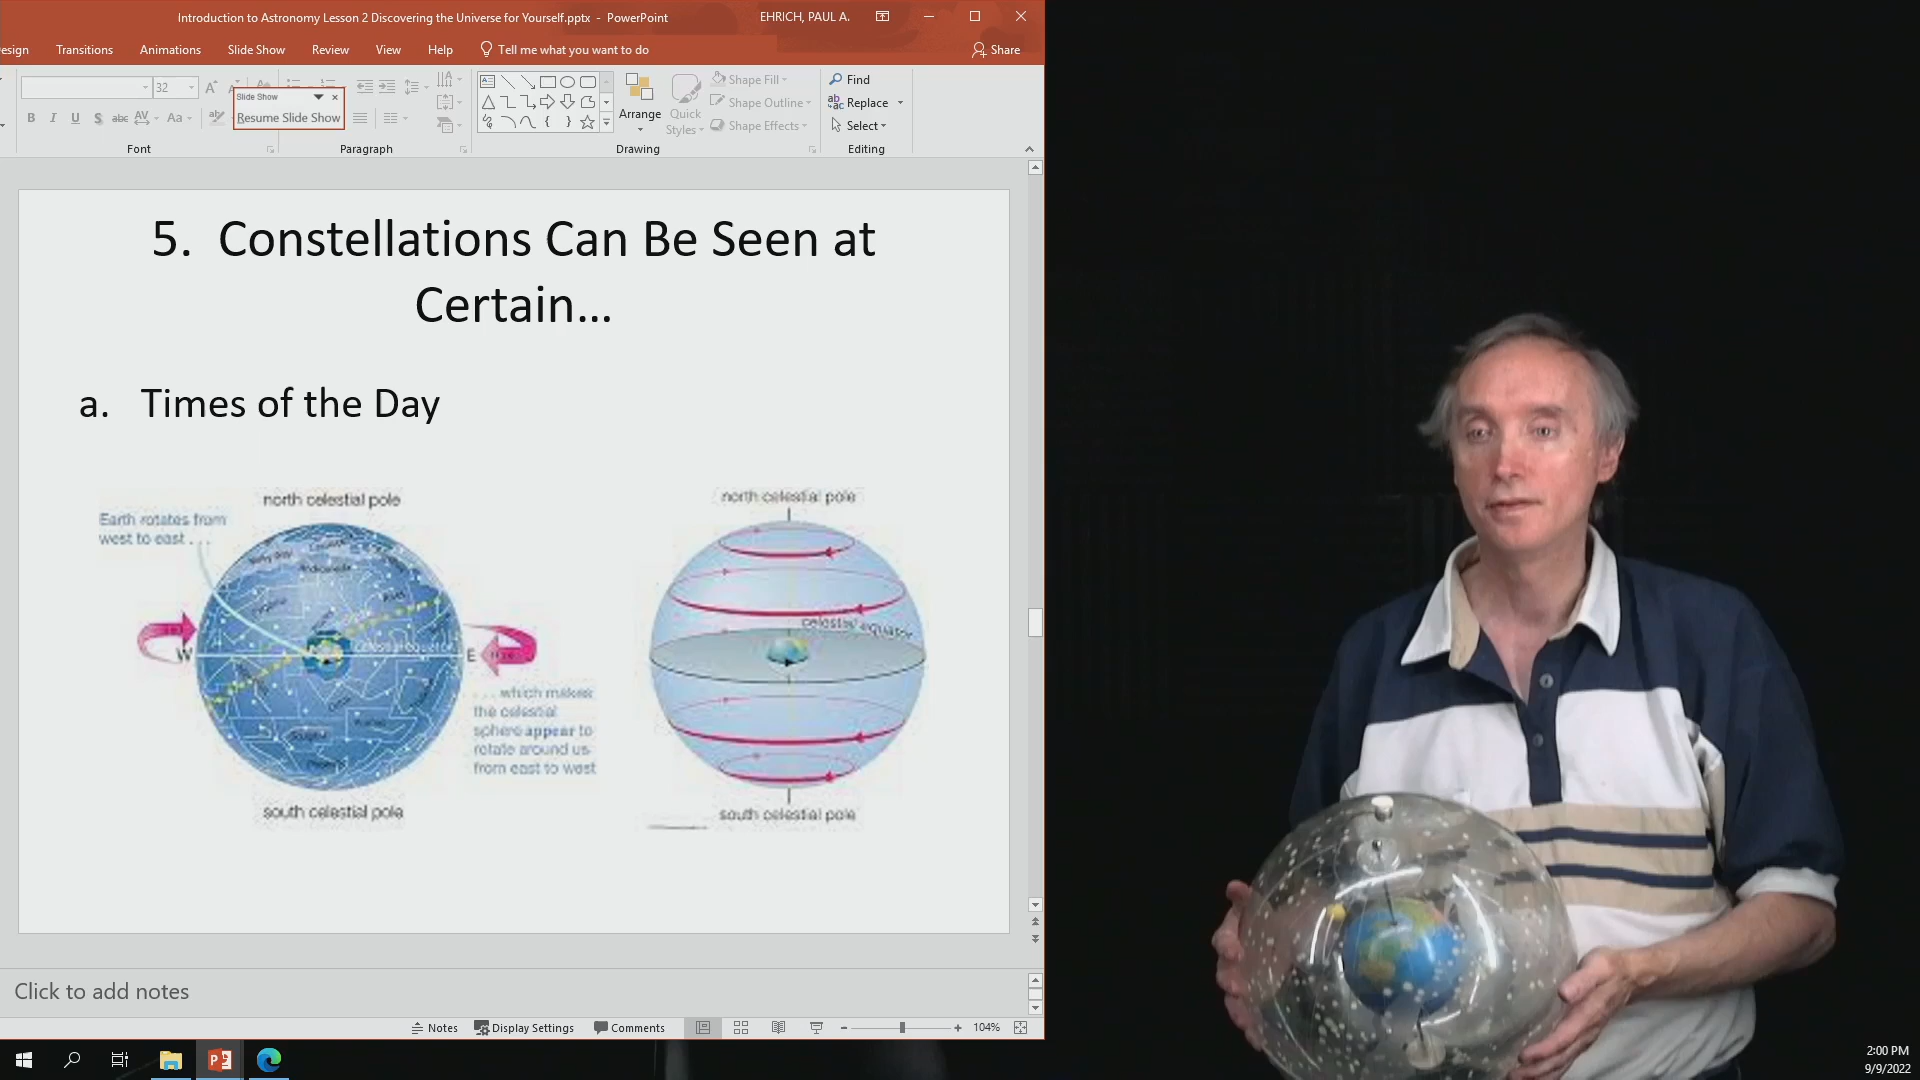 Introduction to Astronomy Lesson 2 Discovering the Universe for Yourself.pptx - PowerPoint
EHRICH, PAUL A.
esign Transitions Animations Slide Show Review View Help Tell me what you want to do Share
32
Slide Show
Resume Slide Show
B I U S abc AV Aa
Arrange
Quick
Styles
Shape Fill
Shape Outline
Shape Effects
Find
Replace
Select
Font Paragraph Drawing Editing
5. Constellations Can Be Seen at
Certain...
a. Times of the Day
north celestial pole
Earth rotates from
west to east . . .
Andromeda
W
E
. . . which makes
the celestial
sphere appear to
rotate around us
from east to west
south celestial pole
north celestial pole
celestial equator
south celestial pole
Click to add notes
Notes Display Settings Comments 104%
2:00 PM
9/9/2022